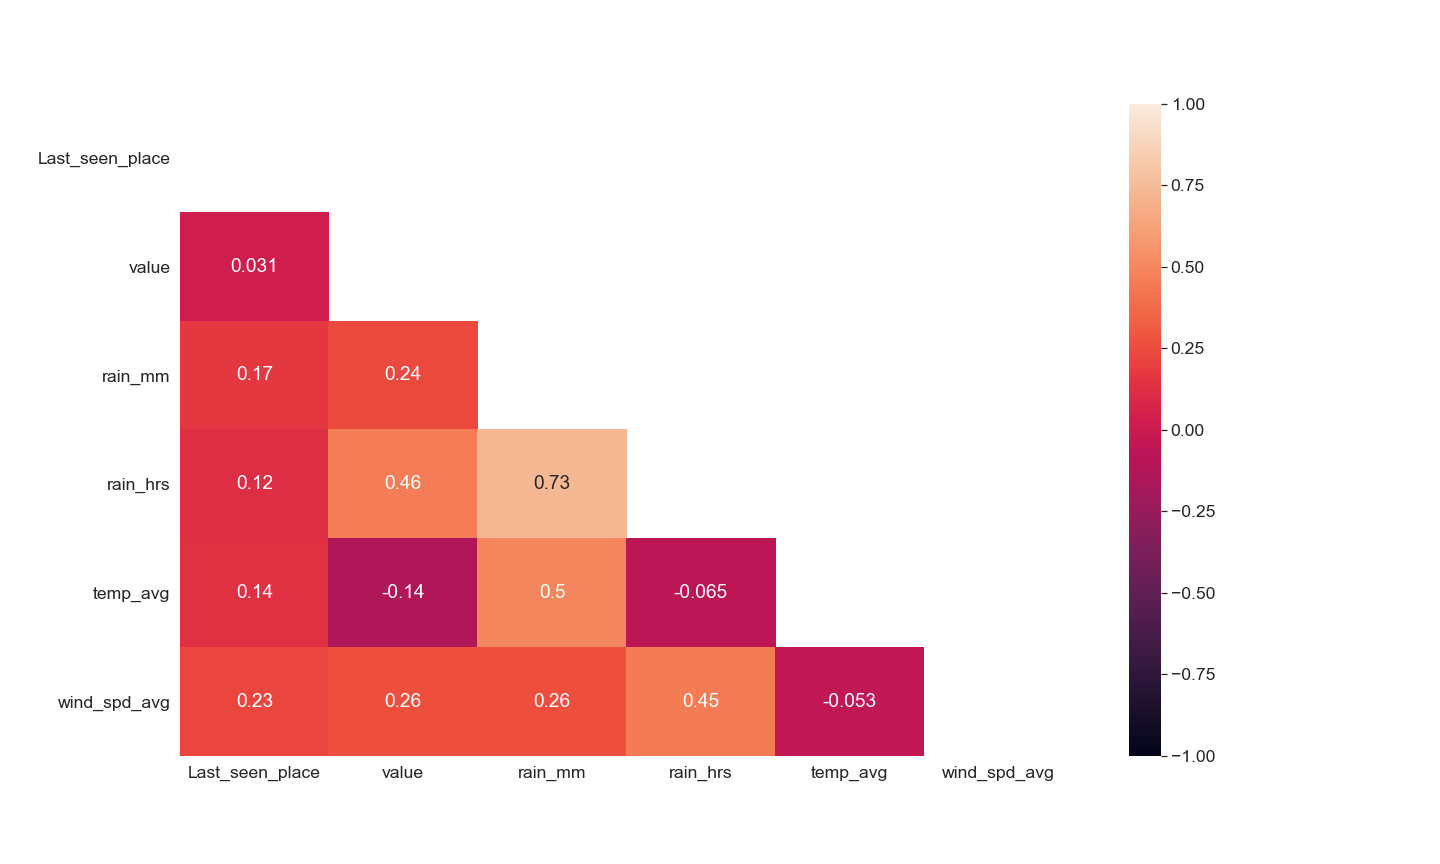 1.00
Last_seen_place
0.75
value 0.031
0.50
rain_mm 0.17 0.24
0.25
0.00
rain_hrs 0.12 0.46 0.73
−0.25
temp_avg 0.14 -0.14 0.5 -0.065
−0.50
−0.75
wind_spd_avg 0.23 0.26 0.26 0.45 -0.053
−1.00
Last_seen_place value rain_mm rain_hrs temp_avg wind_spd_avg